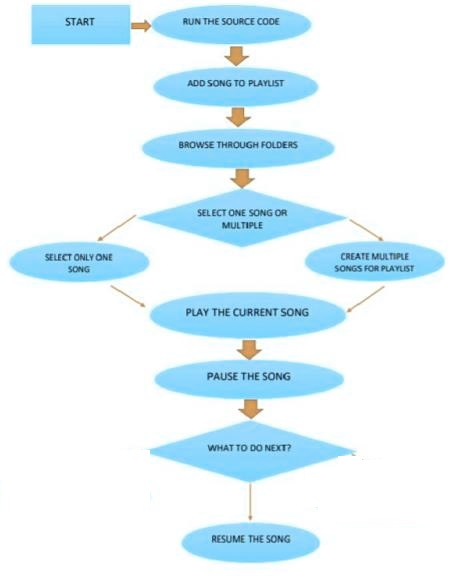 START
RUN THE SOURCE CODE
ADD SONG TO PLAYLIST
BROWSE THROUGH FOLDERS
SELECT ONE SONG OR
MULTIPLE
SELECT ONLY ONE
SONG
CREATE MULTIPLE
SONGS FOR PLAYLIST
PLAY THE CURRENT SONG
PAUSE THE SONG
WHAT TO DO NEXT?
RESUME THE SONG